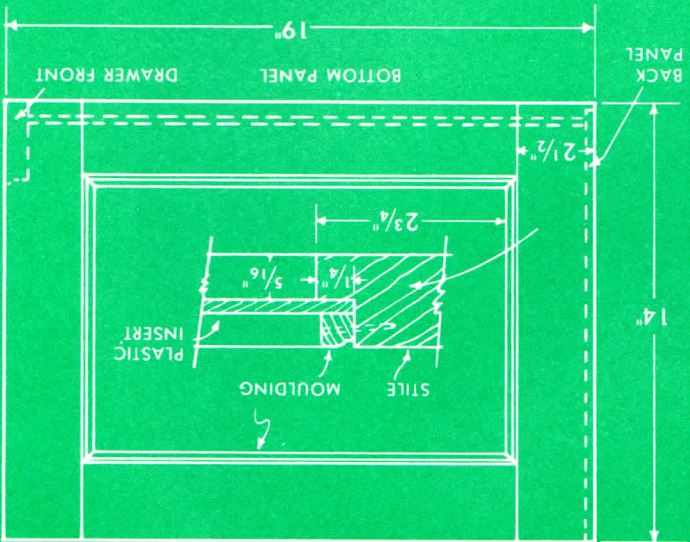 STILE
MOULDING
PLASTIC
INSERT
14"
1/4"
5/16"
2 3/4"
2 1/2"
BACK
PANEL
BOTTOM PANEL
DRAWER FRONT
19"